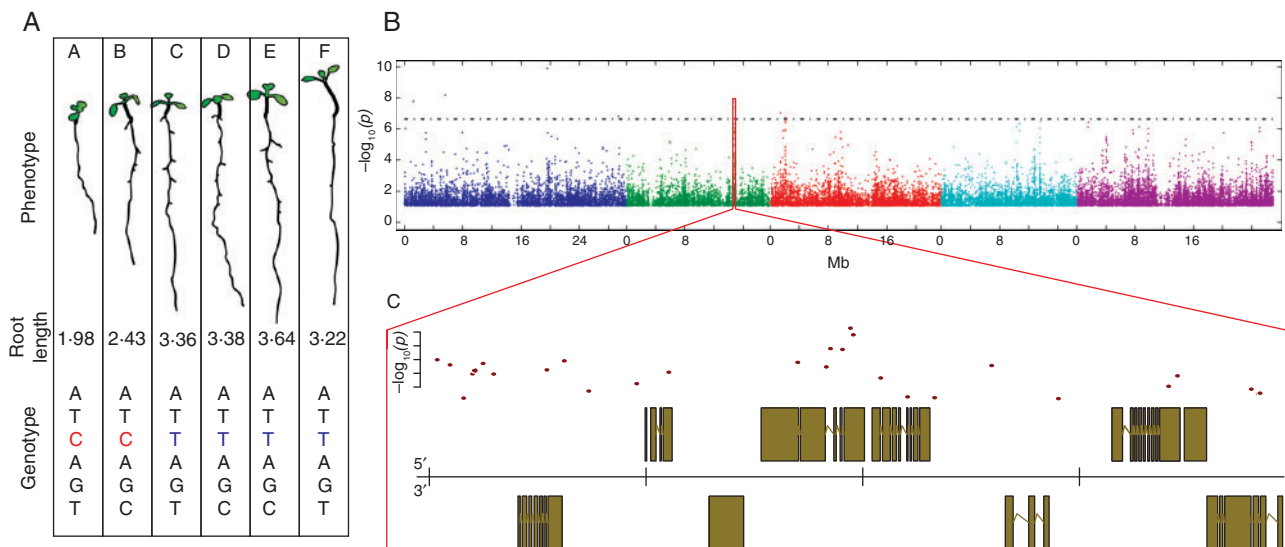 A
A B C D E F
Phenotype
Root length
1·98 2·43 3·36 3·38 3·64 3·22
Genotype
A A A A A A
T T T T T T
C C T T T T
A A A A A A
G G G G G G
T C T C C T
B
−log10(p)
10
8
6
4
2
0
0 8 16 24 0 8 0 8 16 0 8 0 8 16
Mb
C
−log10(p)
5′
3′